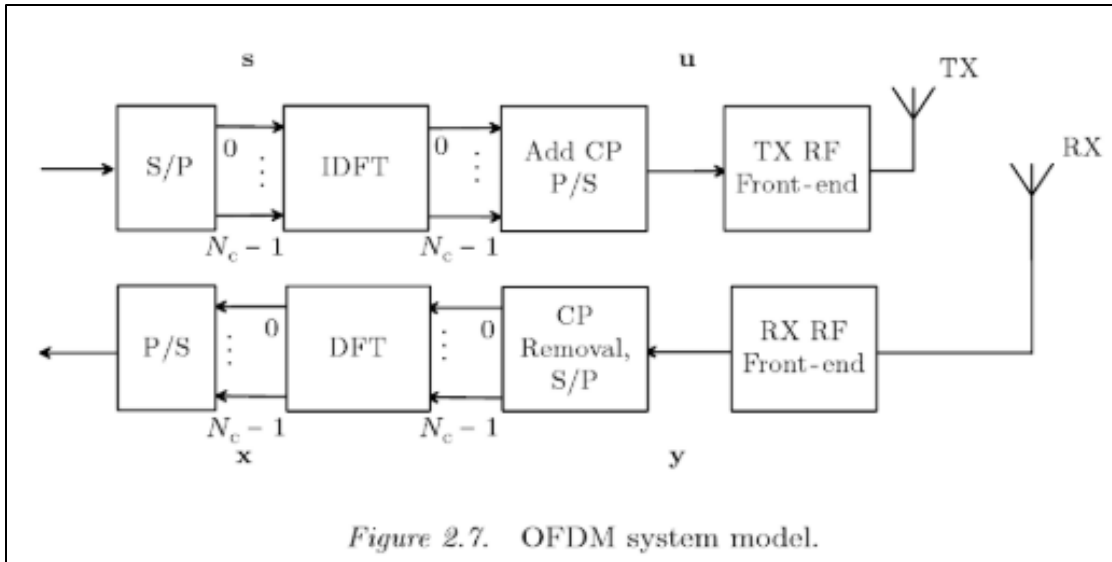 s
u
TX
RX
S/P
0
⋮
N_c − 1
IDFT
0
⋮
N_c − 1
Add CP
P/S
TX RF
Front-end
P/S
0
⋮
N_c − 1
DFT
0
⋮
N_c − 1
CP
Removal,
S/P
RX RF
Front-end
x
y
Figure 2.7. OFDM system model.